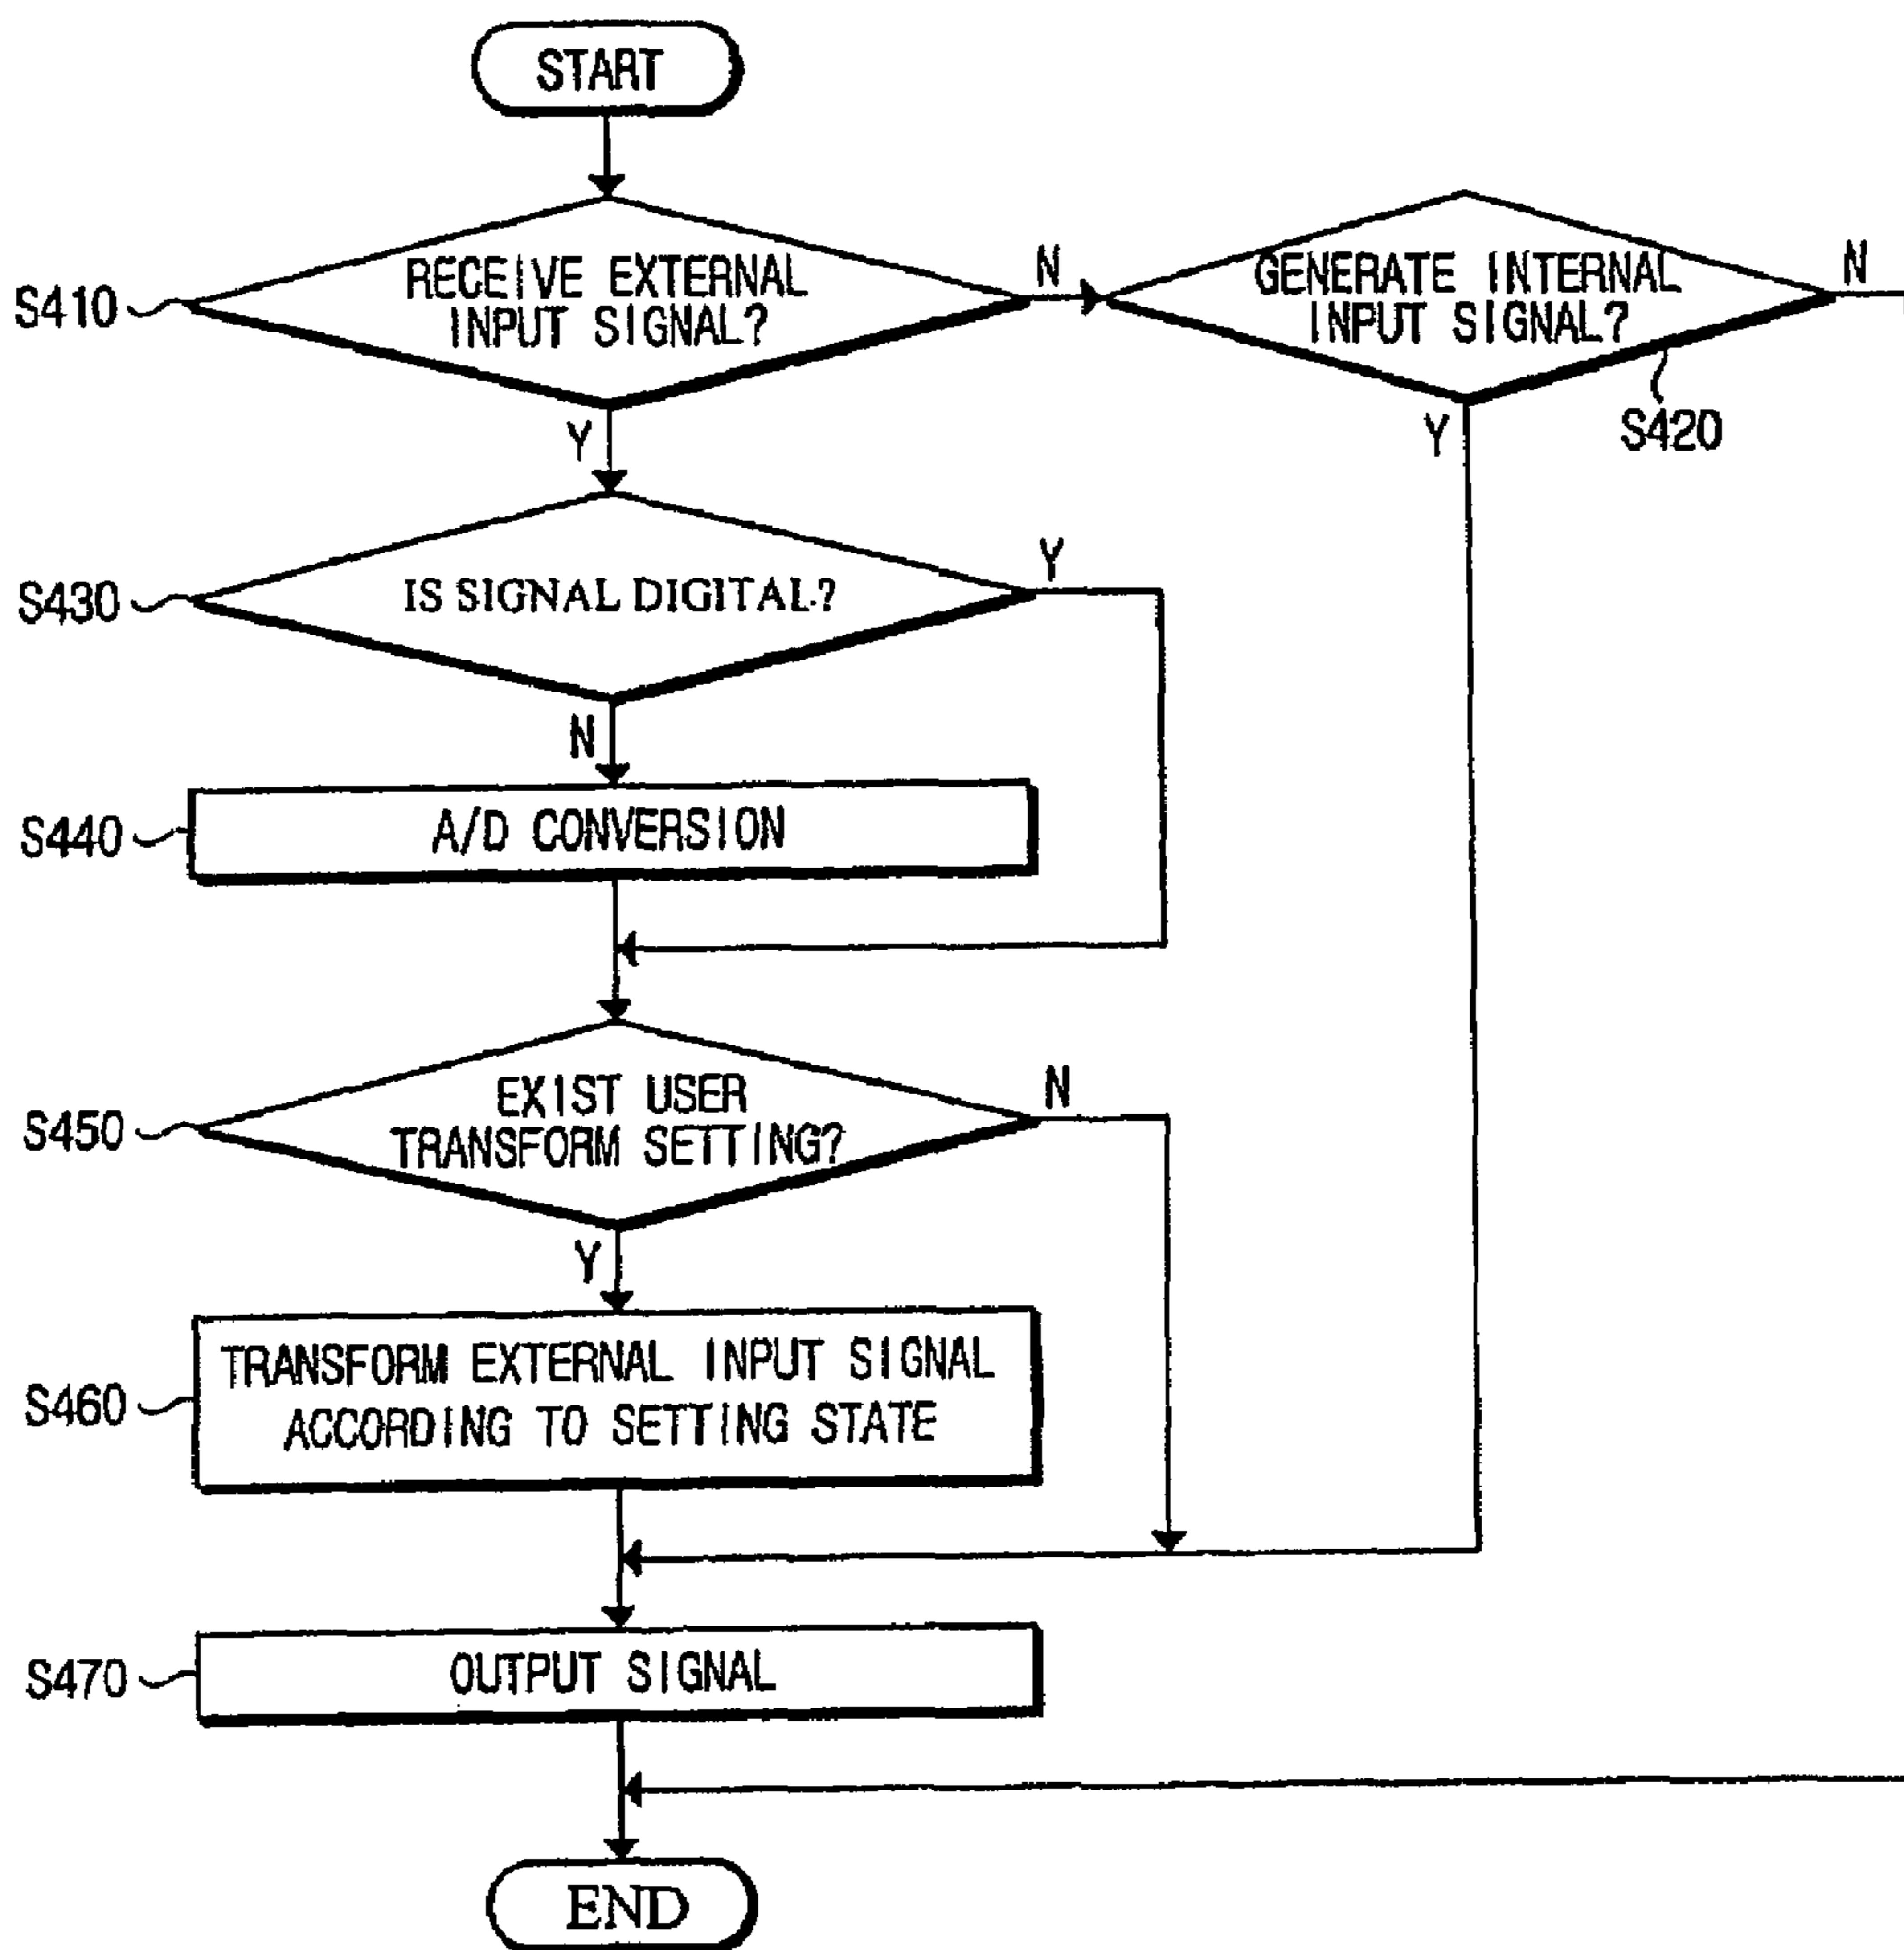 START
RECEIVE EXTERNAL
INPUT SIGNAL?
S410
N
GENERATE INTERNAL
INPUT SIGNAL?
N
S420
Y
Y
IS SIGNAL DIGITAL?
S430
Y
N
A/D CONVERSION
S440
EXIST USER
TRANSFORM SETTING?
S450
N
Y
TRANSFORM EXTERNAL INPUT SIGNAL
ACCORDING TO SETTING STATE
S460
OUTPUT SIGNAL
S470
END